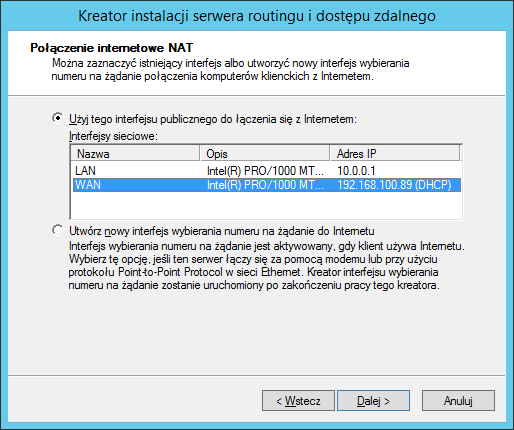 Kreator instalacji serwera routingu i dostępu zdalnego
Połączenie internetowe NAT
Można zaznaczyć istniejący interfejs albo utworzyć nowy interfejs wybierania
numeru na żądanie połączenia komputerów klienckich z Internetem.
Użyj tego interfejsu publicznego do łączenia się z Internetem:
Interfejsy sieciowe:
Nazwa Opis Adres IP
LAN Intel(R) PRO/1000 MT... 10.0.0.1
WAN Intel(R) PRO/1000 MT... 192.168.100.89 (DHCP)
Utwórz nowy interfejs wybierania numeru na żądanie do Internetu
Interfejs wybierania numeru na żądanie jest aktywowany, gdy klient używa Internetu.
Wybierz tę opcję, jeśli ten serwer łączy się za pomocą modemu lub przy użyciu
protokołu Point-to-Point Protocol w sieci Ethernet. Kreator interfejsu wybierania
numeru na żądanie zostanie uruchomiony po zakończeniu pracy tego kreatora.
< Wstecz Dalej > Anuluj